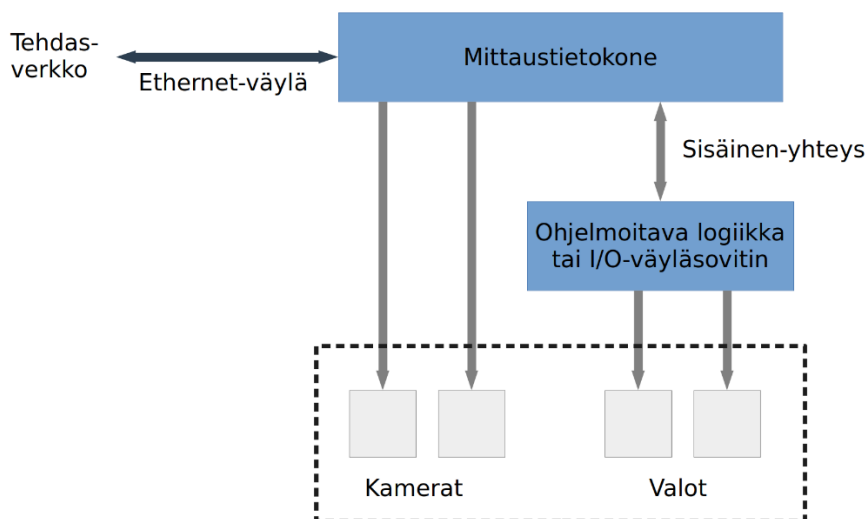 Tehdas-
verkko
Ethernet-väylä
Mittaustietokone
Sisäinen-yhteys
Ohjelmoitava logiikka
tai I/O-väyläsovitin
Kamerat
Valot